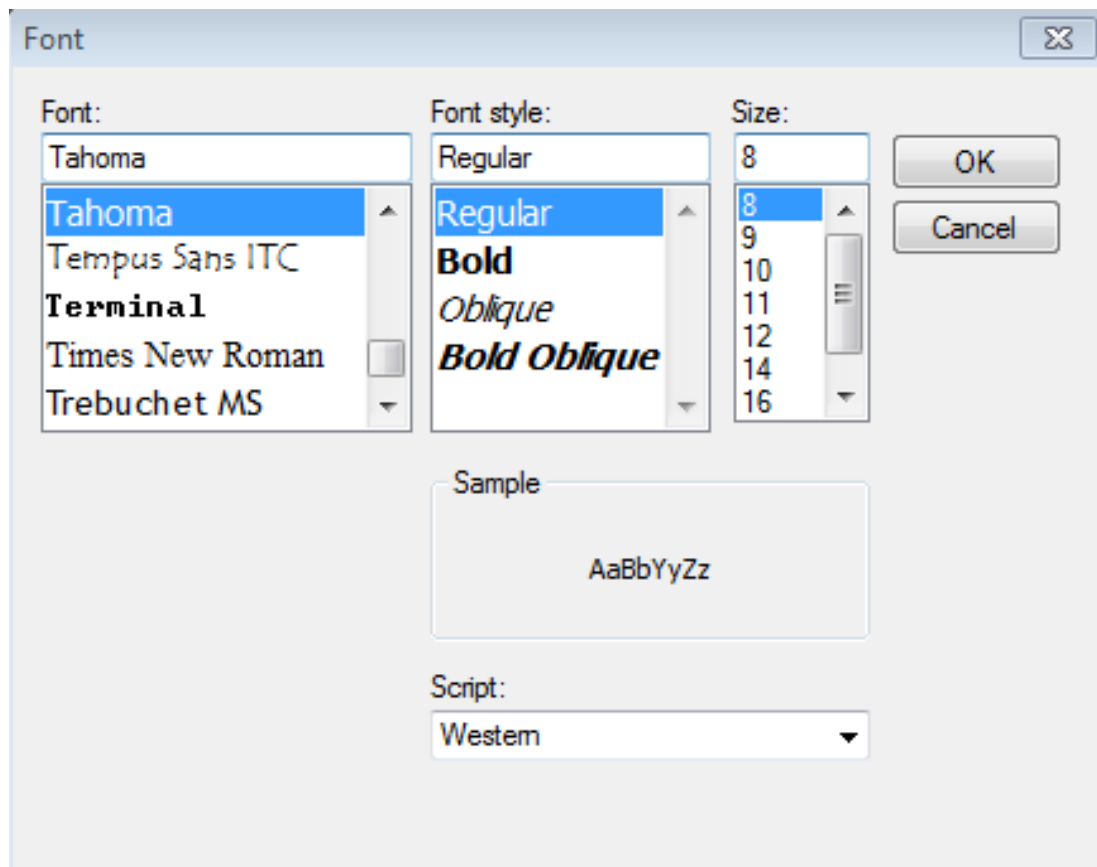 Font
Font:
Tahoma
Tahoma
Tempus Sans ITC
Terminal
Times New Roman
Trebuchet MS
Font style:
Regular
Regular
Bold
Oblique
Bold Oblique
Size:
8
8
9
10
11
12
14
16
OK
Cancel
Sample
AaBbYyZz
Script:
Western